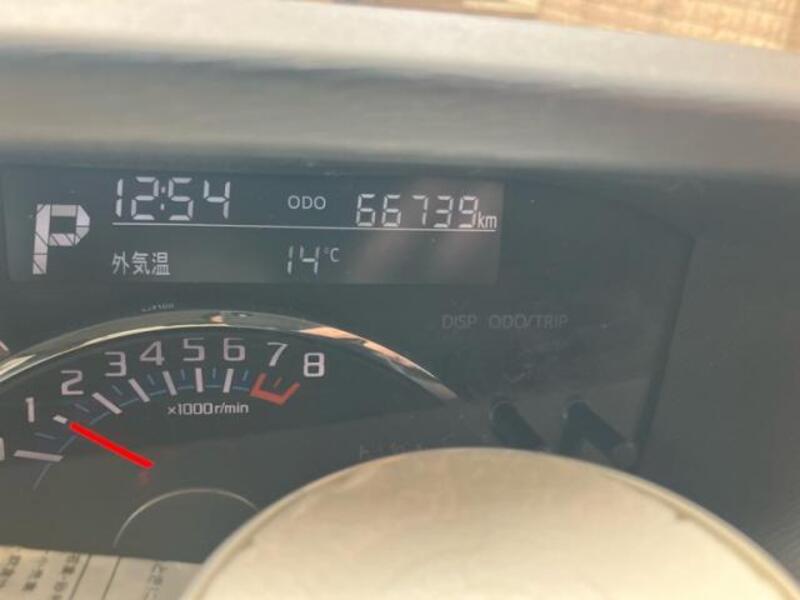 P 12:54 ODO 66739km
外気温 14°C
DISP ODO/TRIP
1 2 3 4 5 6 7 8
×1000r/min